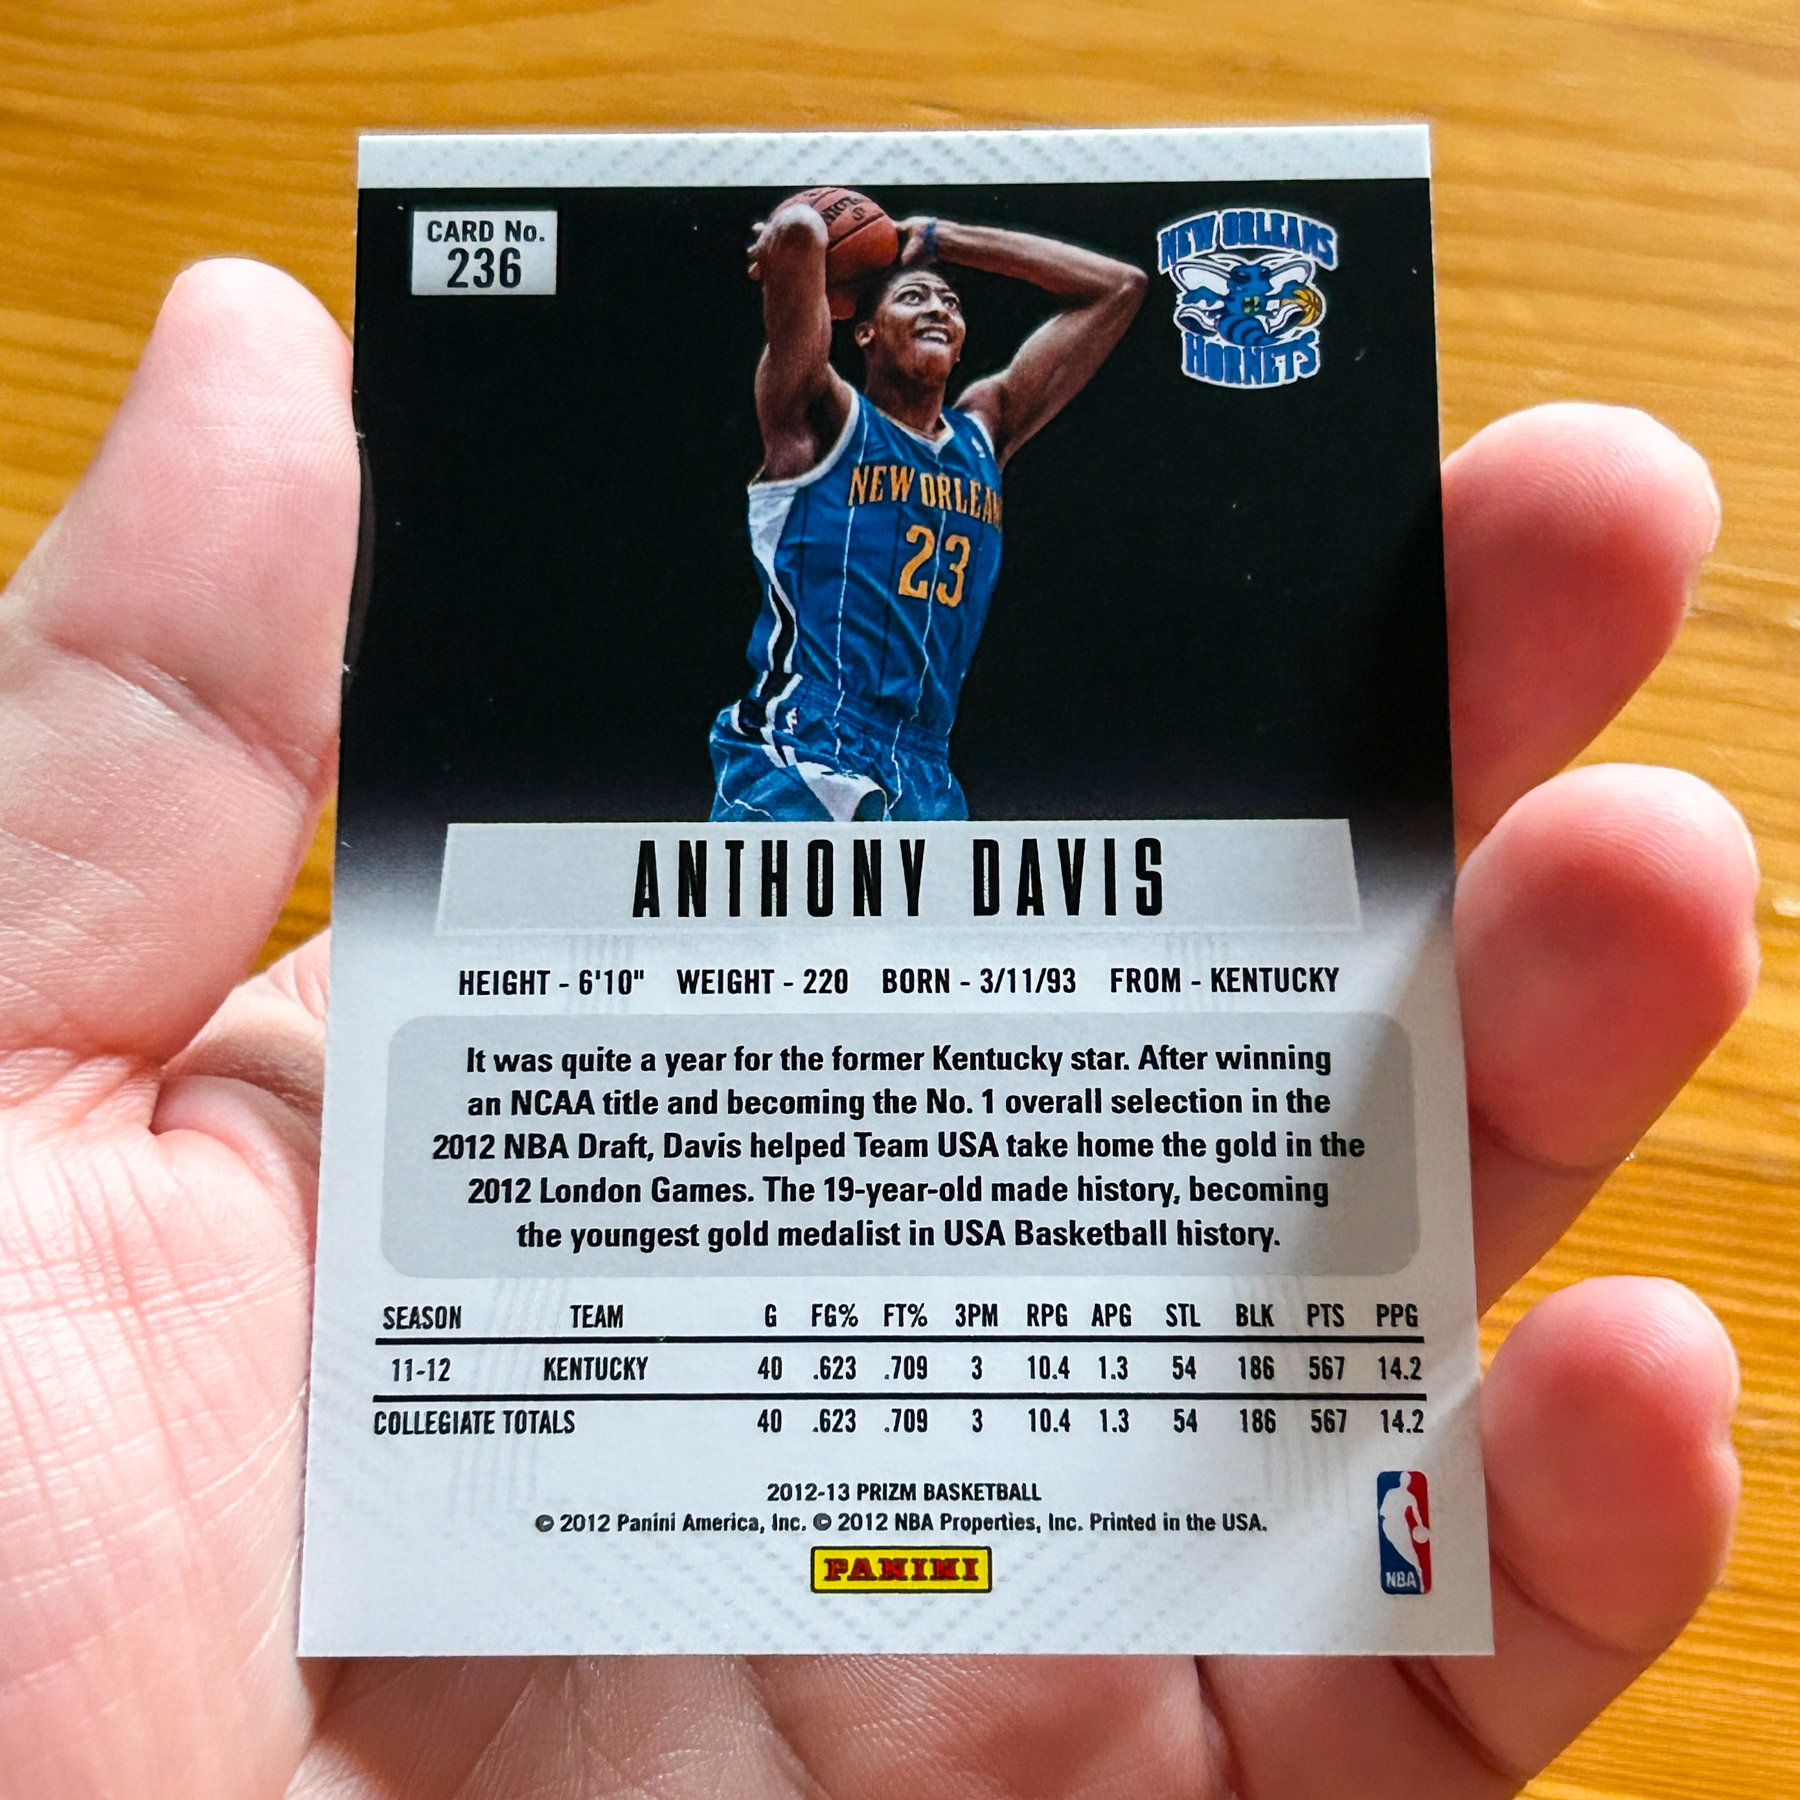 CARD No.
236
NEW ORLEANS
HORNETS
NEW ORLEAN
23
ANTHONY DAVIS
HEIGHT - 6'10" WEIGHT - 220 BORN - 3/11/93 FROM - KENTUCKY
It was quite a year for the former Kentucky star. After winning
an NCAA title and becoming the No. 1 overall selection in the
2012 NBA Draft, Davis helped Team USA take home the gold in the
2012 London Games. The 19-year-old made history, becoming
the youngest gold medalist in USA Basketball history.
SEASON TEAM G FG% FT% 3PM RPG APG STL BLK PTS PPG
11-12 KENTUCKY 40 .623 .709 3 10.4 1.3 54 186 567 14.2
COLLEGIATE TOTALS 40 .623 .709 3 10.4 1.3 54 186 567 14.2
2012-13 PRIZM BASKETBALL
© 2012 Panini America, Inc. © 2012 NBA Properties, Inc. Printed in the USA.
PANINI
NBA